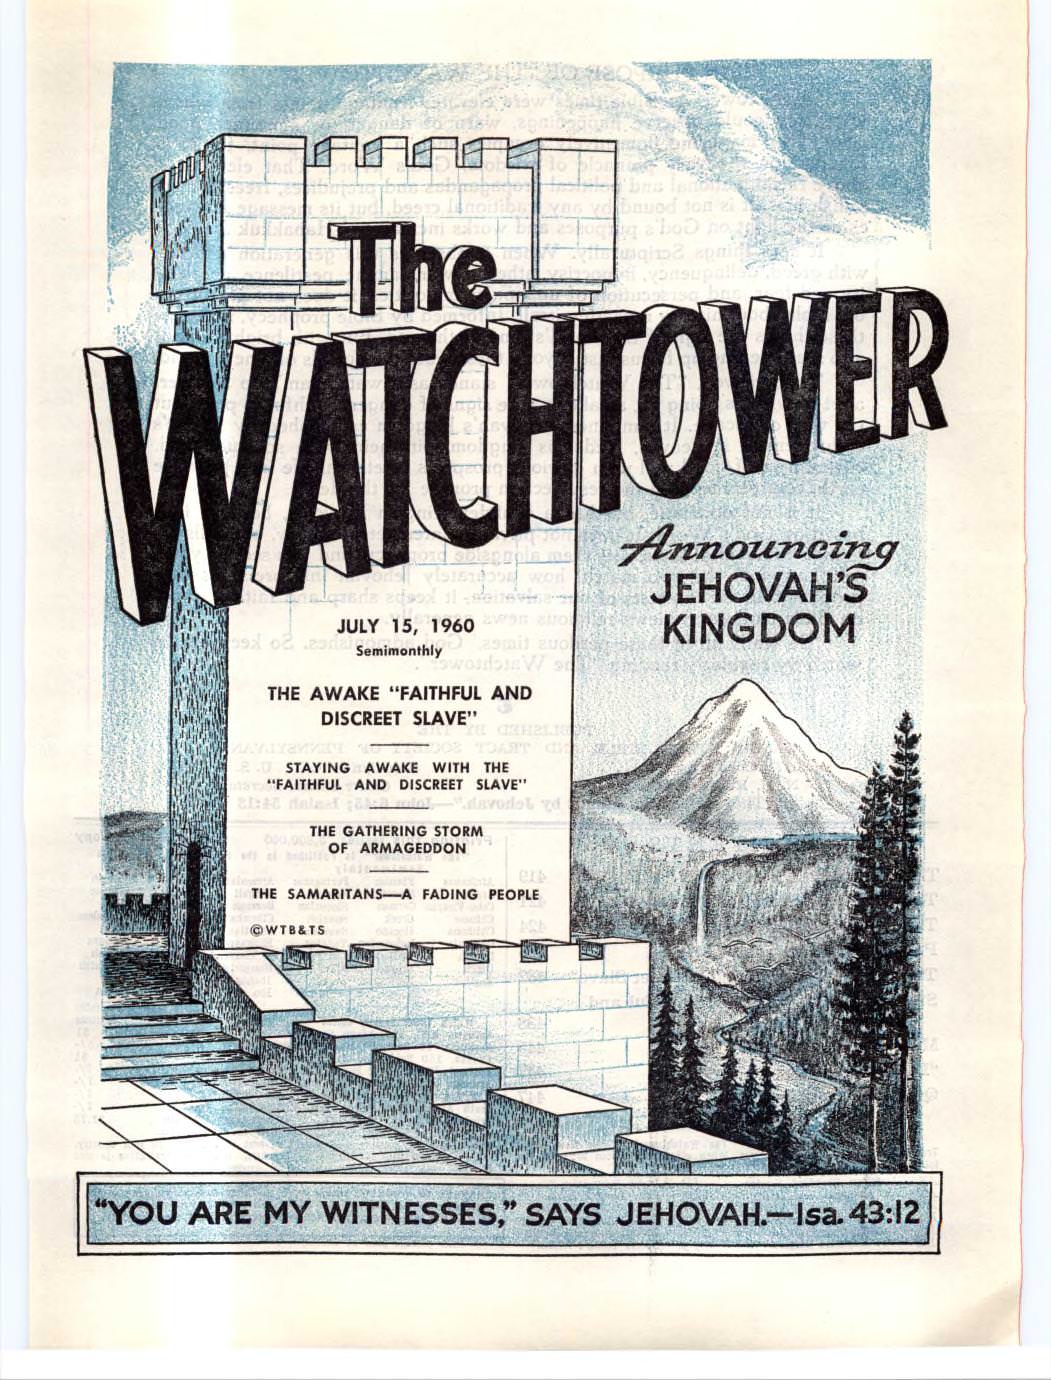 The
WATCHTOWER
Announcing
JEHOVAH'S
KINGDOM
JULY 15, 1960
Semimonthly
THE AWAKE "FAITHFUL AND
DISCREET SLAVE"
STAYING AWAKE WITH THE
"FAITHFUL AND DISCREET SLAVE"
THE GATHERING STORM
OF ARMAGEDDON
THE SAMARITANS—A FADING PEOPLE
©WTB&TS
"YOU ARE MY WITNESSES," SAYS JEHOVAH.—Isa. 43:12